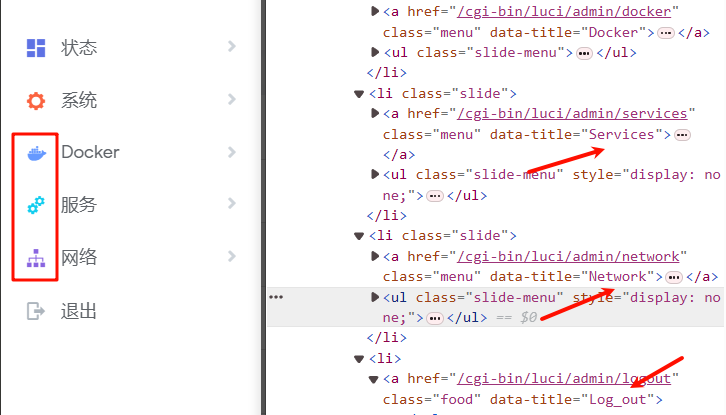 状态
系统
Docker
服务
网络
退出
<a href="/cgi-bin/luci/admin/docker"
class="menu" data-title="Docker">…</a>
<ul class="slide-menu">…</ul>
</li>
<li class="slide">
<a href="/cgi-bin/luci/admin/services"
class="menu" data-title="Services">…
</a>
<ul class="slide-menu" style="display: no
ne;">…</ul>
</li>
<li class="slide">
<a href="/cgi-bin/luci/admin/network"
class="menu" data-title="Network">…</a>
<ul class="slide-menu" style="display: no
ne;">…</ul> == $0
</li>
<li>
<a href="/cgi-bin/luci/admin/logout"
class="food" data-title="Log_out">